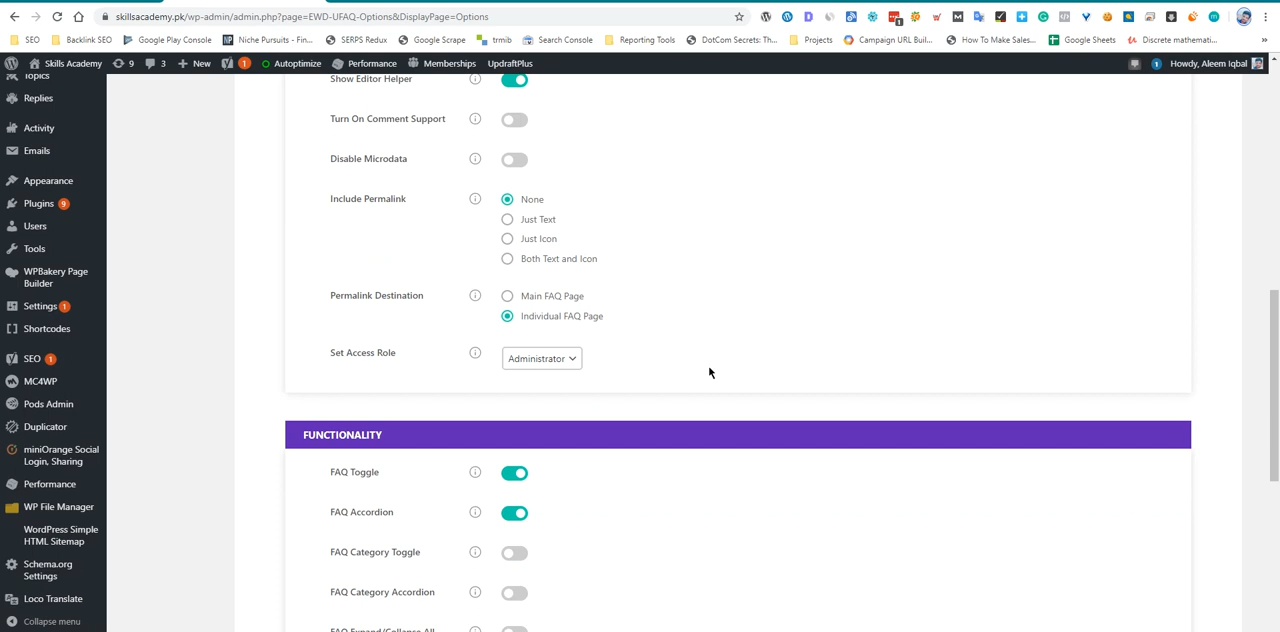 skillsacademy.pk/wp-admin/admin.php?page=EWD-UFAQ-Options&DisplayPage=Options
SEO
Backlink SEO
Google Play Console
Niche Pursuits - Fin...
SERPS Redux
Google Scrape
trmib
Search Console
Reporting Tools
DotCom Secrets: Th...
Projects
Campaign URL Buil...
How To Make Sales...
Google Sheets
Discrete mathemati...
»
Skills Academy
9
3
New
1
Autoptimize
Performance
Memberships
UpdraftPlus
1
Howdy, Aleem Iqbal
Topics
Replies
Activity
Emails
Appearance
Plugins 9
Users
Tools
WPBakery Page
Builder
Settings 1
Shortcodes
SEO 1
MC4WP
Pods Admin
Duplicator
miniOrange Social
Login, Sharing
Performance
WP File Manager
WordPress Simple
HTML Sitemap
Schema.org
Settings
Loco Translate
Collapse menu
Show Editor Helper
Turn On Comment Support
Disable Microdata
Include Permalink
None
Just Text
Just Icon
Both Text and Icon
Permalink Destination
Main FAQ Page
Individual FAQ Page
Set Access Role
Administrator
FUNCTIONALITY
FAQ Toggle
FAQ Accordion
FAQ Category Toggle
FAQ Category Accordion
FAQ Expand/Collapse All